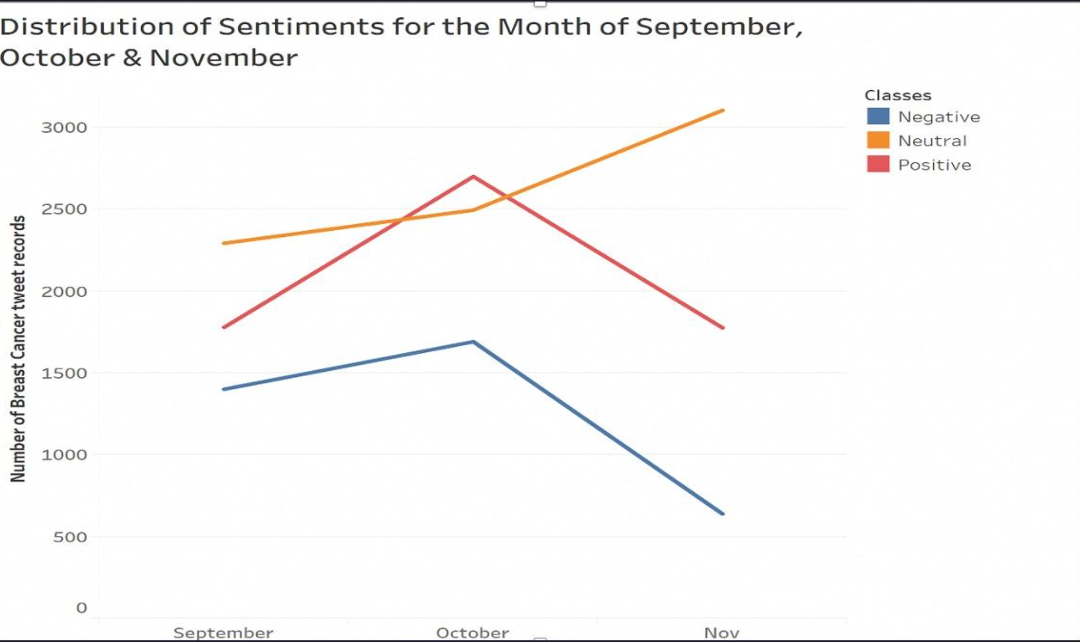 Distribution of Sentiments for the Month of September,
October & November
Classes
Negative
Neutral
Positive
Number of Breast Cancer tweet records
3000
2500
2000
1500
1000
500
0
September
October
Nov